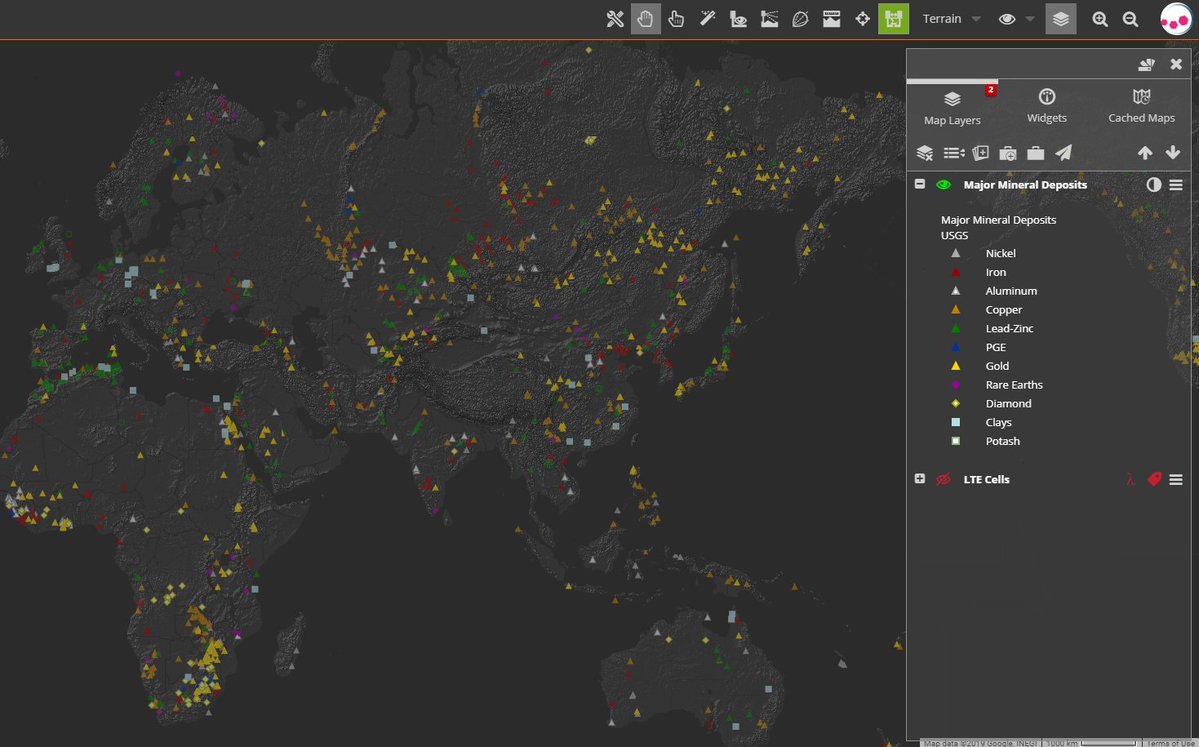 Terrain
2
Map Layers
Widgets
Cached Maps
Major Mineral Deposits
Major Mineral Deposits
USGS
Nickel
Iron
Aluminum
Copper
Lead-Zinc
PGE
Gold
Rare Earths
Diamond
Clays
Potash
LTE Cells
λ
Map data ©2019 Google, INEGI
1000 km
Terms of Use